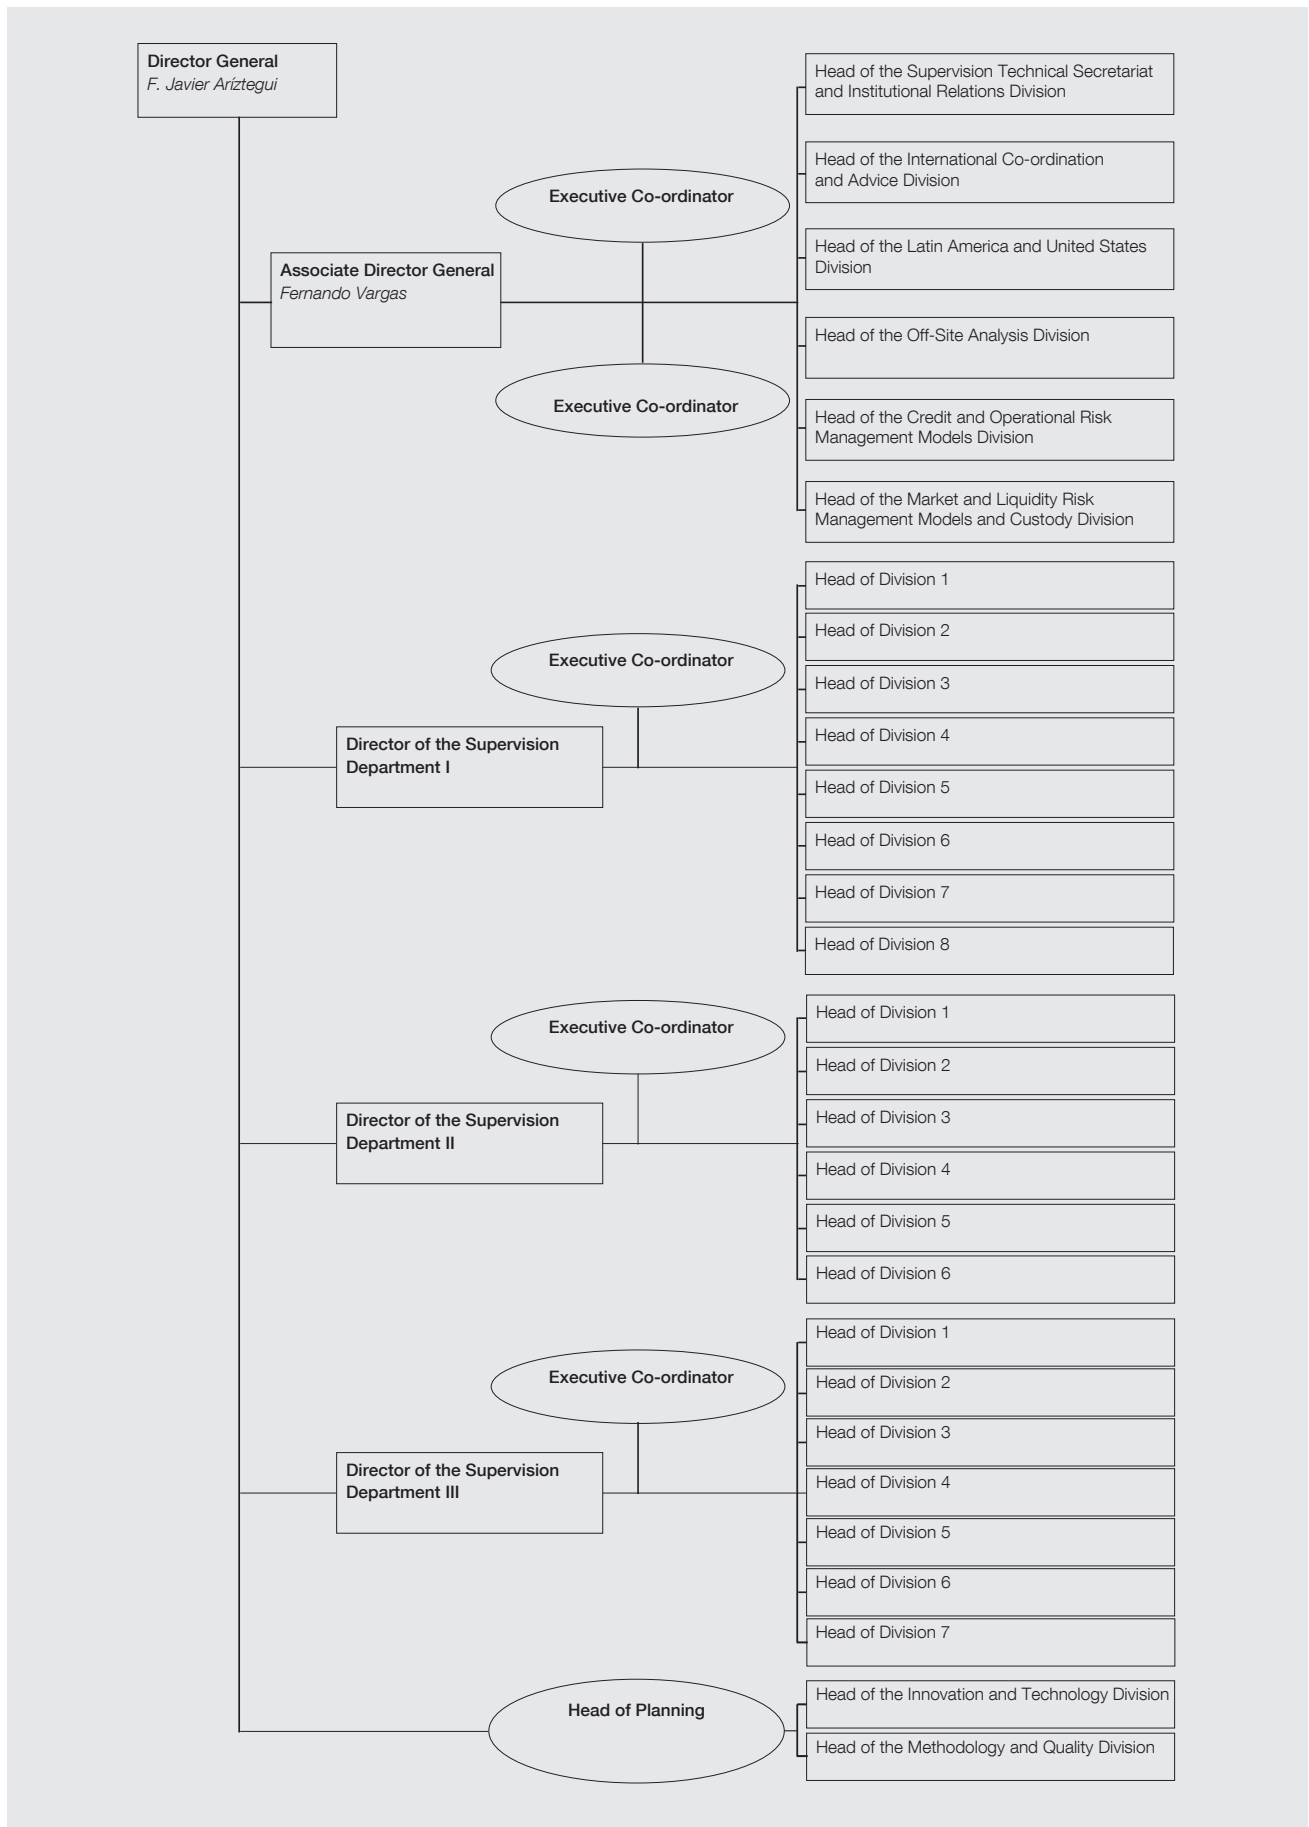 Director General
F. Javier Aríztegui
Head of the Supervision Technical Secretariat
and Institutional Relations Division
Head of the International Co-ordination
and Advice Division
Executive Co-ordinator
Head of the Latin America and United States
Division
Associate Director General
Fernando Vargas
Head of the Off-Site Analysis Division
Executive Co-ordinator
Head of the Credit and Operational Risk
Management Models Division
Head of the Market and Liquidity Risk
Management Models and Custody Division
Head of Division 1
Head of Division 2
Executive Co-ordinator
Head of Division 3
Head of Division 4
Director of the Supervision
Department I
Head of Division 5
Head of Division 6
Head of Division 7
Head of Division 8
Head of Division 1
Executive Co-ordinator
Head of Division 2
Head of Division 3
Director of the Supervision
Department II
Head of Division 4
Head of Division 5
Head of Division 6
Head of Division 1
Executive Co-ordinator
Head of Division 2
Head of Division 3
Director of the Supervision
Department III
Head of Division 4
Head of Division 5
Head of Division 6
Head of Division 7
Head of Planning
Head of the Innovation and Technology Division
Head of the Methodology and Quality Division